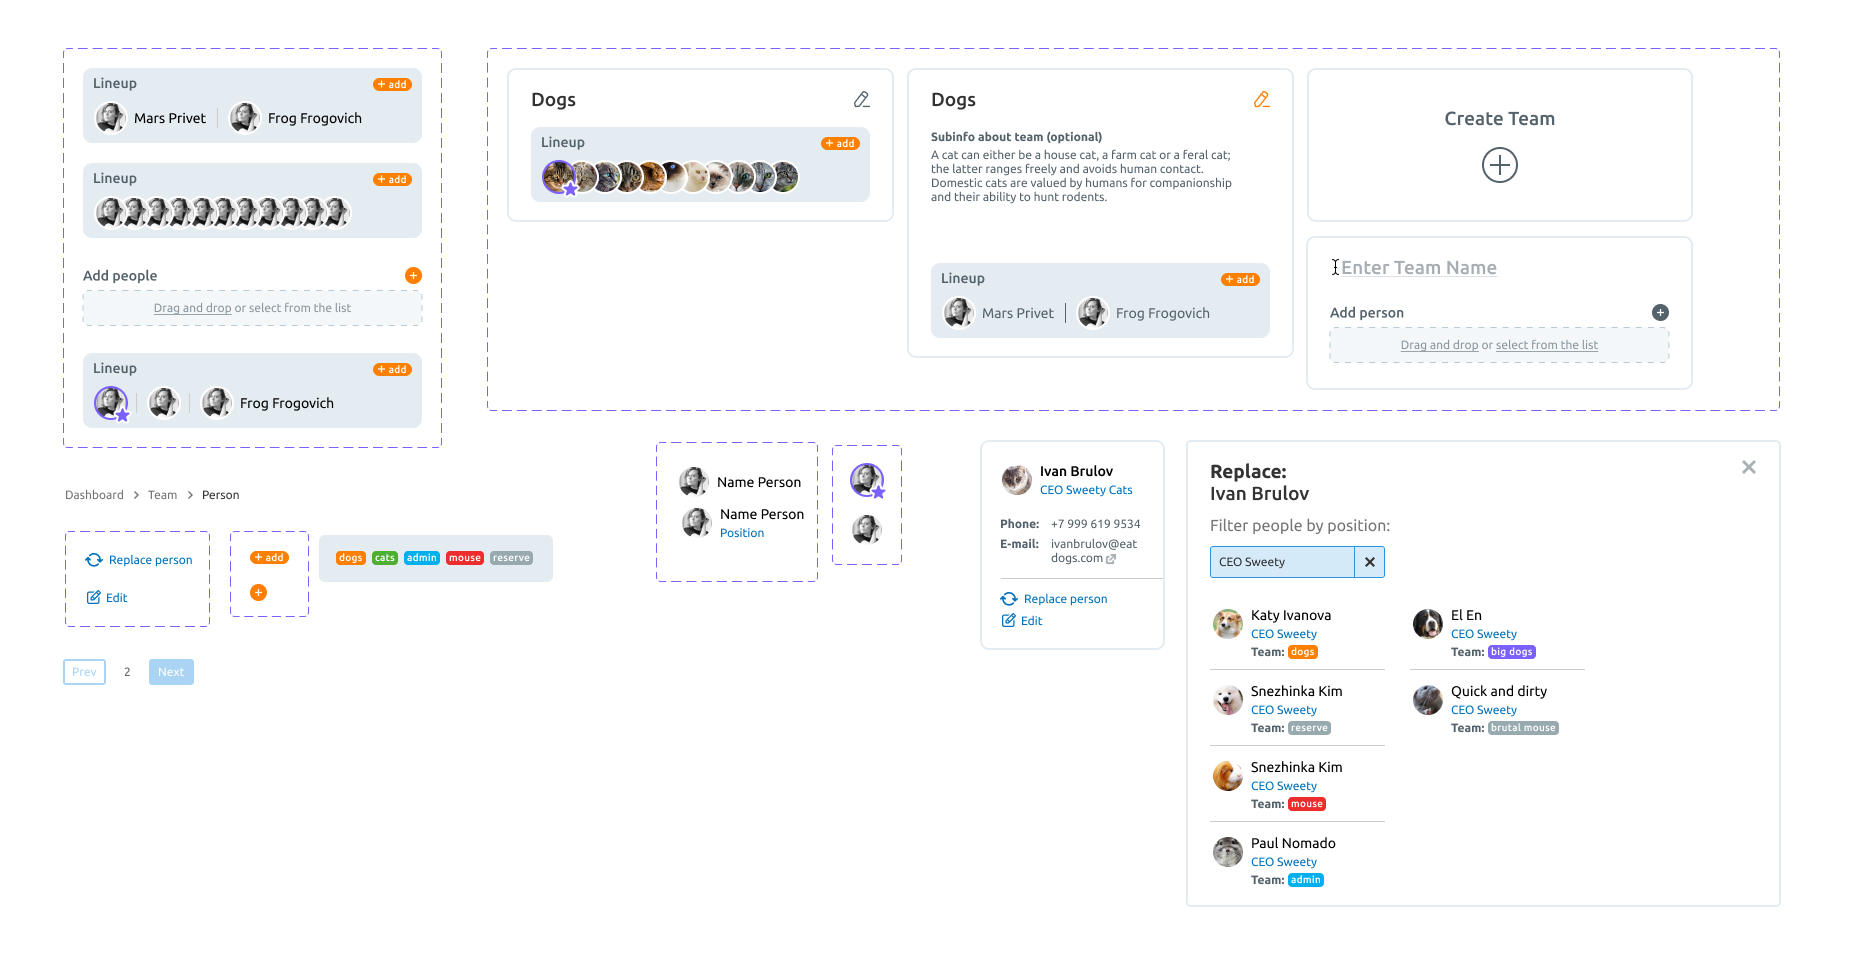 Lineup
+ add
Mars Privet
Frog Frogovich
Lineup
+ add
Add people
Drag and drop or select from the list
Lineup
+ add
Frog Frogovich
Dogs
Lineup
+ add
Dogs
Subinfo about team (optional)
A cat can either be a house cat, a farm cat or a feral cat;
the latter ranges freely and avoids human contact.
Domestic cats are valued by humans for companionship
and their ability to hunt rodents.
Lineup
+ add
Mars Privet
Frog Frogovich
Create Team
Enter Team Name
Add person
Drag and drop or select from the list
Dashboard > Team > Person
Replace person
Edit
+ add
dogs cats admin mouse reserve
Prev 2 Next
Name Person
Name Person
Position
Ivan Brulov
CEO Sweety Cats
Phone: +7 999 619 9534
E-mail: ivanbrulov@eat
dogs.com
Replace person
Edit
Replace:
Ivan Brulov
Filter people by position:
CEO Sweety
Katy Ivanova
CEO Sweety
Team: dogs
Snezhinka Kim
CEO Sweety
Team: reserve
Snezhinka Kim
CEO Sweety
Team: mouse
Paul Nomado
CEO Sweety
Team: admin
El En
CEO Sweety
Team: big dogs
Quick and dirty
CEO Sweety
Team: brutal mouse